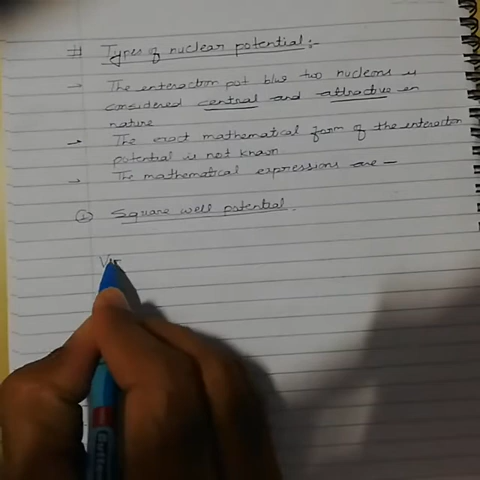 # Types of nuclear potential:-
→ The interaction pot b/w two nucleons is
considered central and attractive in
nature
→ The exact mathematical form of the interaction
potential is not known
→ The mathematical expressions are —
① Square well potential.